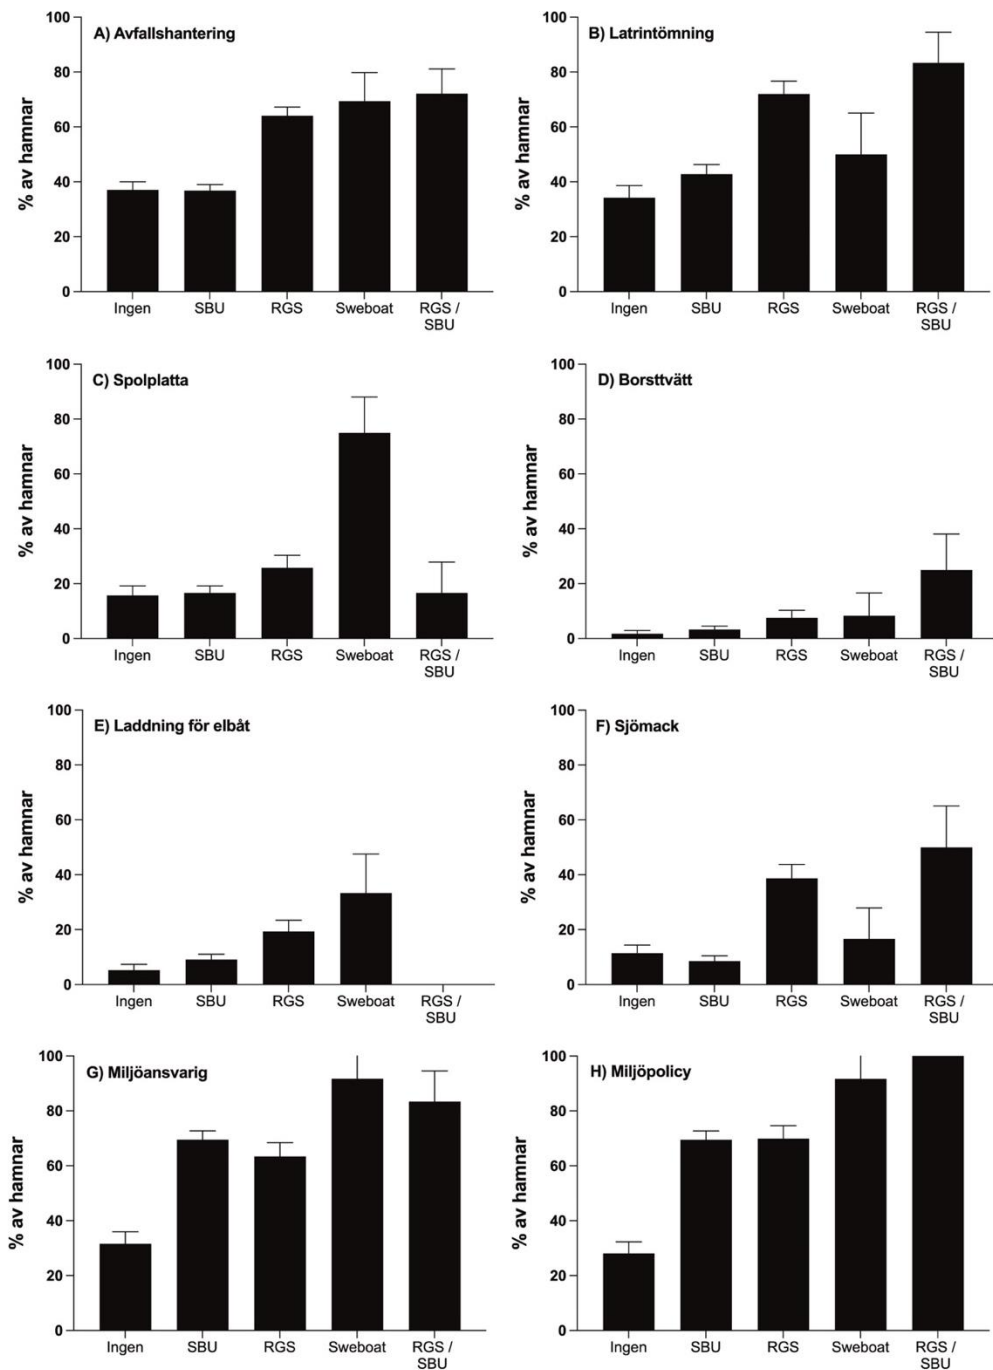 A) Avfallshantering
% av hamnar
100
80
60
40
20
0
Ingen
SBU
RGS
Sweboat
RGS /
SBU
B) Latrintömning
% av hamnar
100
80
60
40
20
0
Ingen
SBU
RGS
Sweboat
RGS /
SBU
C) Spolplatta
% av hamnar
100
80
60
40
20
0
Ingen
SBU
RGS
Sweboat
RGS /
SBU
D) Borsttvätt
% av hamnar
100
80
60
40
20
0
Ingen
SBU
RGS
Sweboat
RGS /
SBU
E) Laddning för elbåt
% av hamnar
100
80
60
40
20
0
Ingen
SBU
RGS
Sweboat
RGS /
SBU
F) Sjömack
% av hamnar
100
80
60
40
20
0
Ingen
SBU
RGS
Sweboat
RGS /
SBU
G) Miljöansvarig
% av hamnar
100
80
60
40
20
0
Ingen
SBU
RGS
Sweboat
RGS /
SBU
H) Miljöpolicy
% av hamnar
100
80
60
40
20
0
Ingen
SBU
RGS
Sweboat
RGS /
SBU